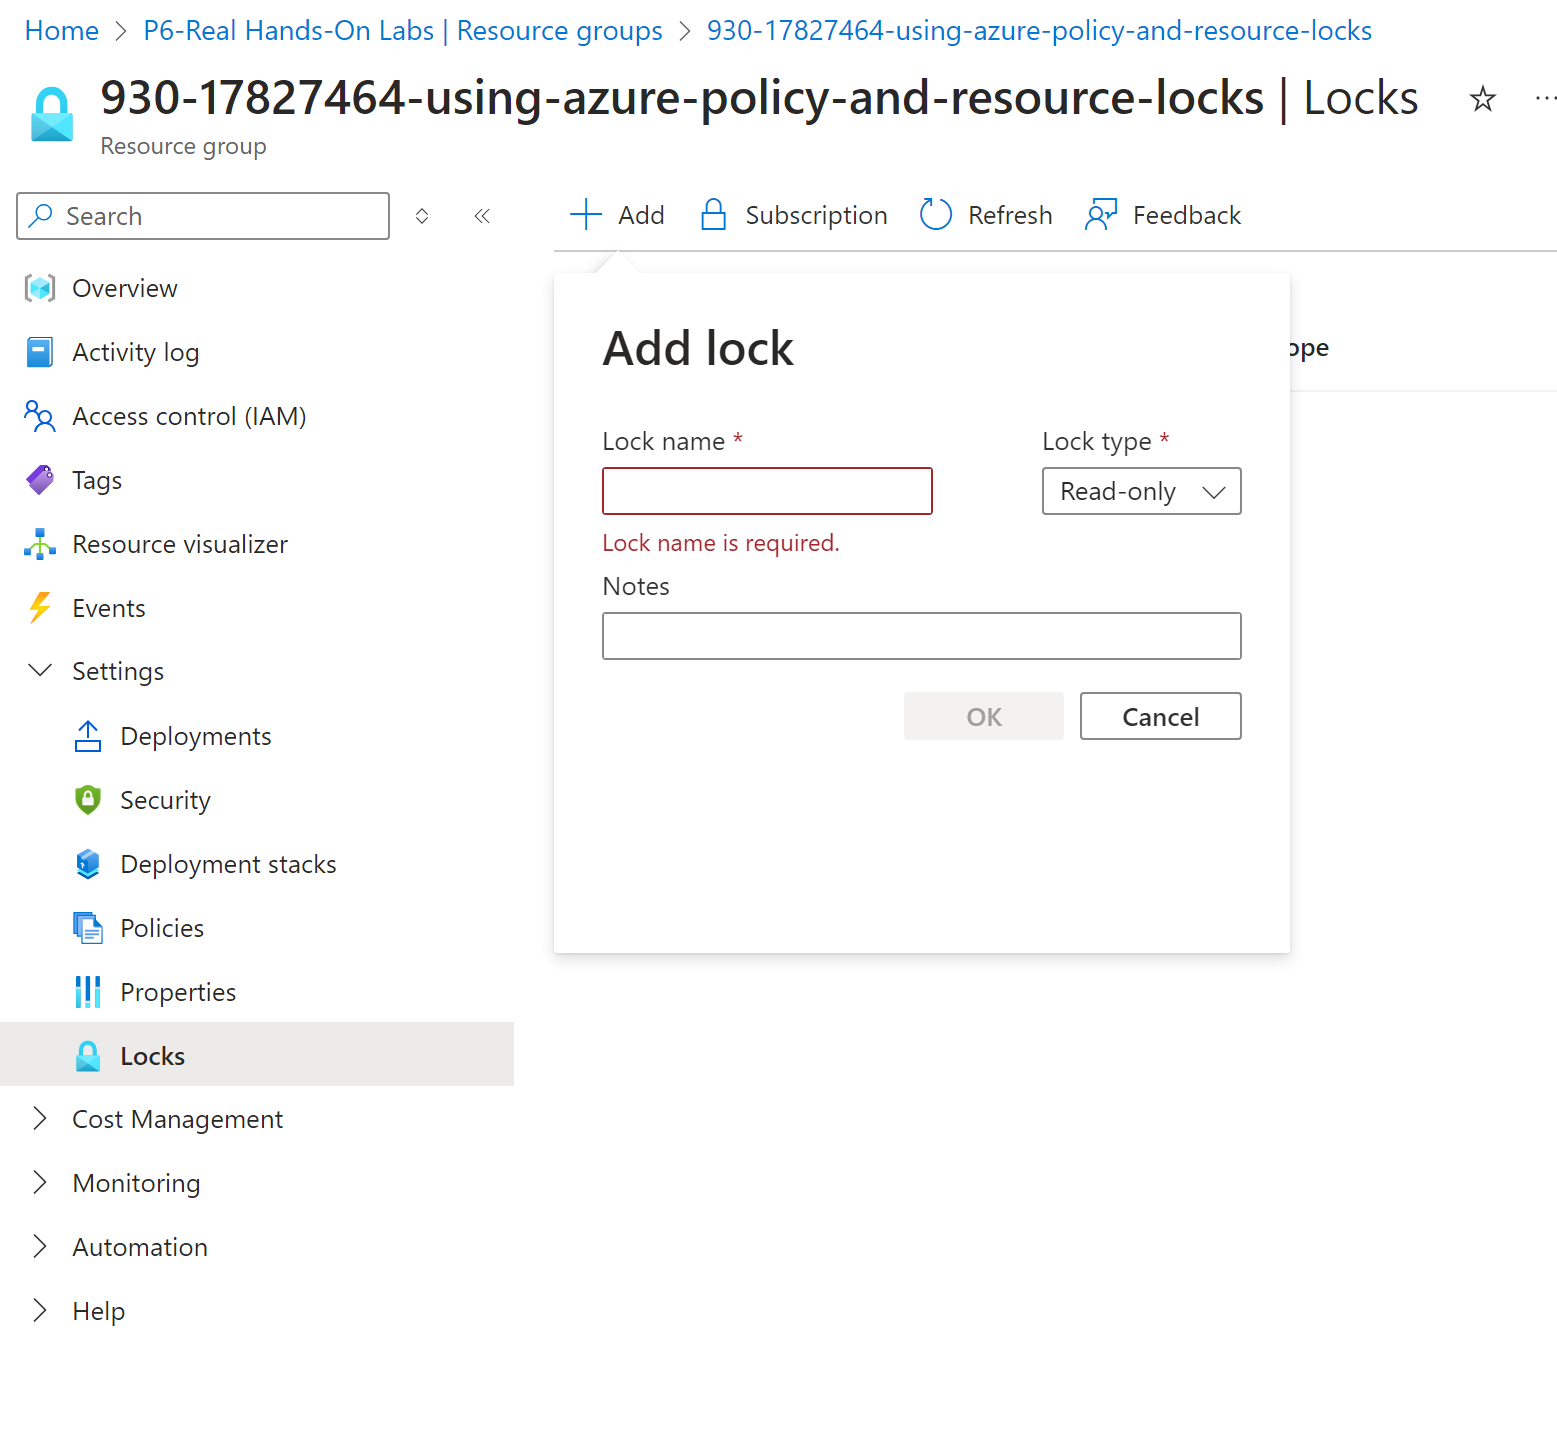 Home > P6-Real Hands-On Labs | Resource groups > 930-17827464-using-azure-policy-and-resource-locks
930-17827464-using-azure-policy-and-resource-locks | Locks
Resource group
Search
Add
Subscription
Refresh
Feedback
Overview
Activity log
Access control (IAM)
Tags
Resource visualizer
Events
Settings
Deployments
Security
Deployment stacks
Policies
Properties
Locks
Cost Management
Monitoring
Automation
Help
Add lock
Lock name *
Lock type *
Read-only
Lock name is required.
Notes
OK
Cancel
ope